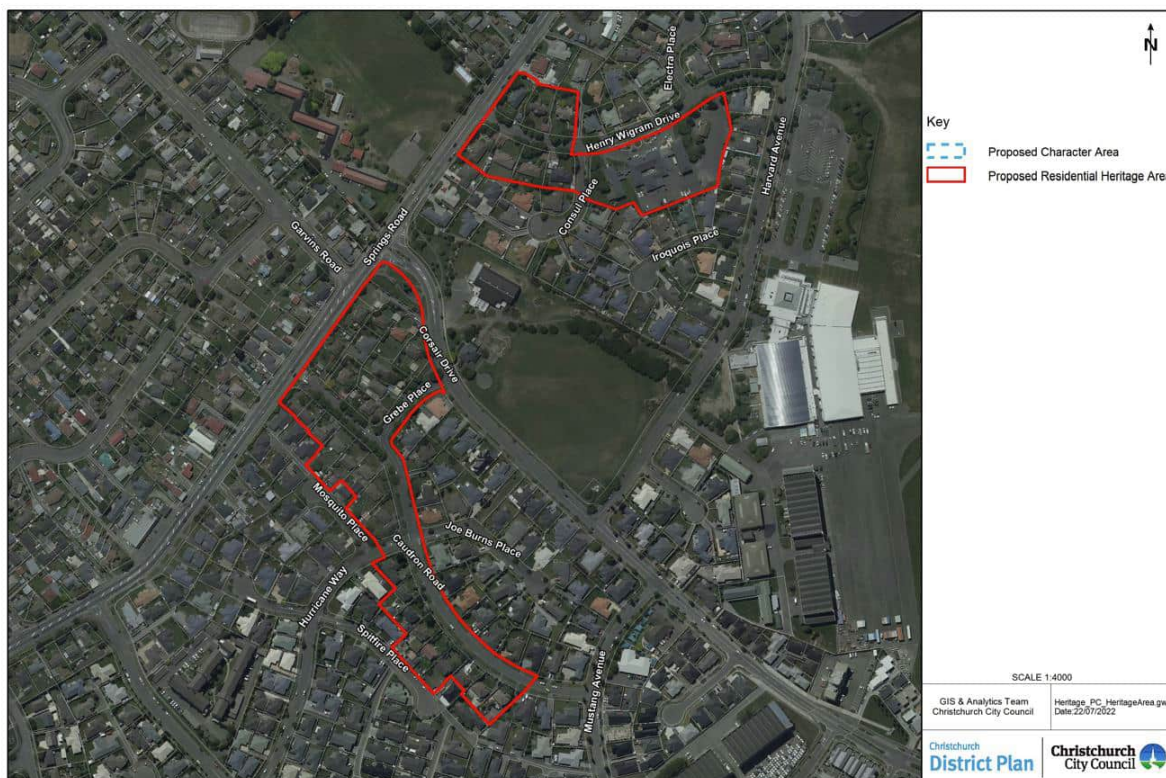 Electra Place
Henry Wigram Drive
Harvard Avenue
Consul Place
Iroquois Place
Springs Road
Garvins Road
Corsair Drive
Grebe Place
Mosquito Place
Joe Burns Place
Caudron Road
Hurricane Way
Spitfire Place
Mustang Avenue
N
Key
Proposed Character Area
Proposed Residential Heritage Area
SCALE 1:4000
GIS & Analytics Team
Christchurch City Council
Heritage_PC_HeritageArea.gw
Date:22/07/2022
Christchurch
District Plan
Christchurch
City Council